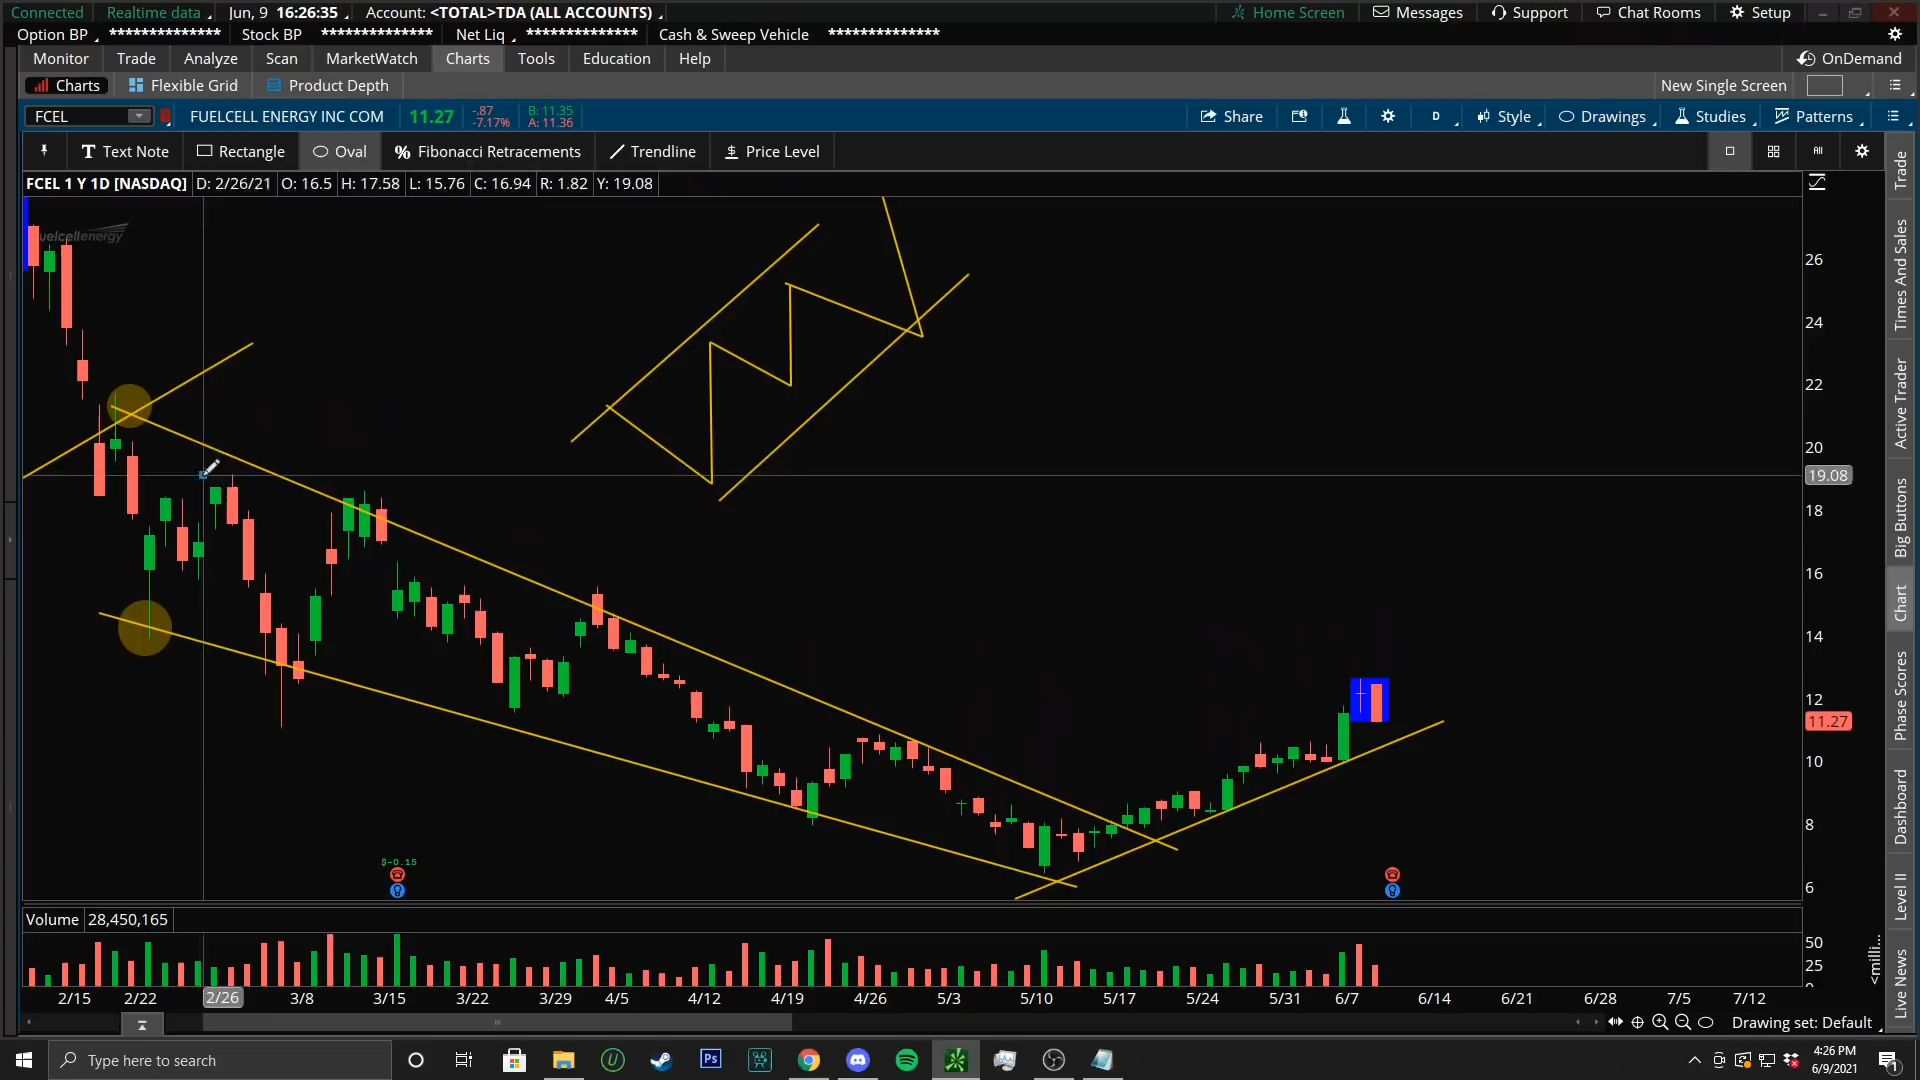 Connected Realtime data Jun, 9 16:26:35 Account: <TOTAL>TDA (ALL ACCOUNTS) Home Screen Messages Support Chat Rooms Setup
Option BP ************** Stock BP ************** Net Liq ************** Cash & Sweep Vehicle **************
Monitor Trade Analyze Scan MarketWatch Charts Tools Education Help OnDemand
Charts Flexible Grid Product Depth New Single Screen
FCEL FUELCELL ENERGY INC COM 11.27 -.87 B: 11.35 Share D Style Drawings Studies Patterns
-7.17% A: 11.36
T Text Note Rectangle Oval % Fibonacci Retracements Trendline $ Price Level All
FCEL 1 Y 1D [NASDAQ] D: 2/26/21 O: 16.5 H: 17.58 L: 15.76 C: 16.94 R: 1.82 Y: 19.08
uelcellenergy
26
24
22
20
19.08
18
16
14
12
11.27
10
8
6
$-0.15
Volume 28,450,165
50
25
<milli...
2/15 2/22 2/26 3/8 3/15 3/22 3/29 4/5 4/12 4/19 4/26 5/3 5/10 5/17 5/24 5/31 6/7 6/14 6/21 6/28 7/5 7/12
Drawing set: Default
Trade
Times And Sales
Active Trader
Big Buttons
Chart
Phase Scores
Dashboard
Level II
Live News
Type here to search
Ps
4:26 PM
6/9/2021
1